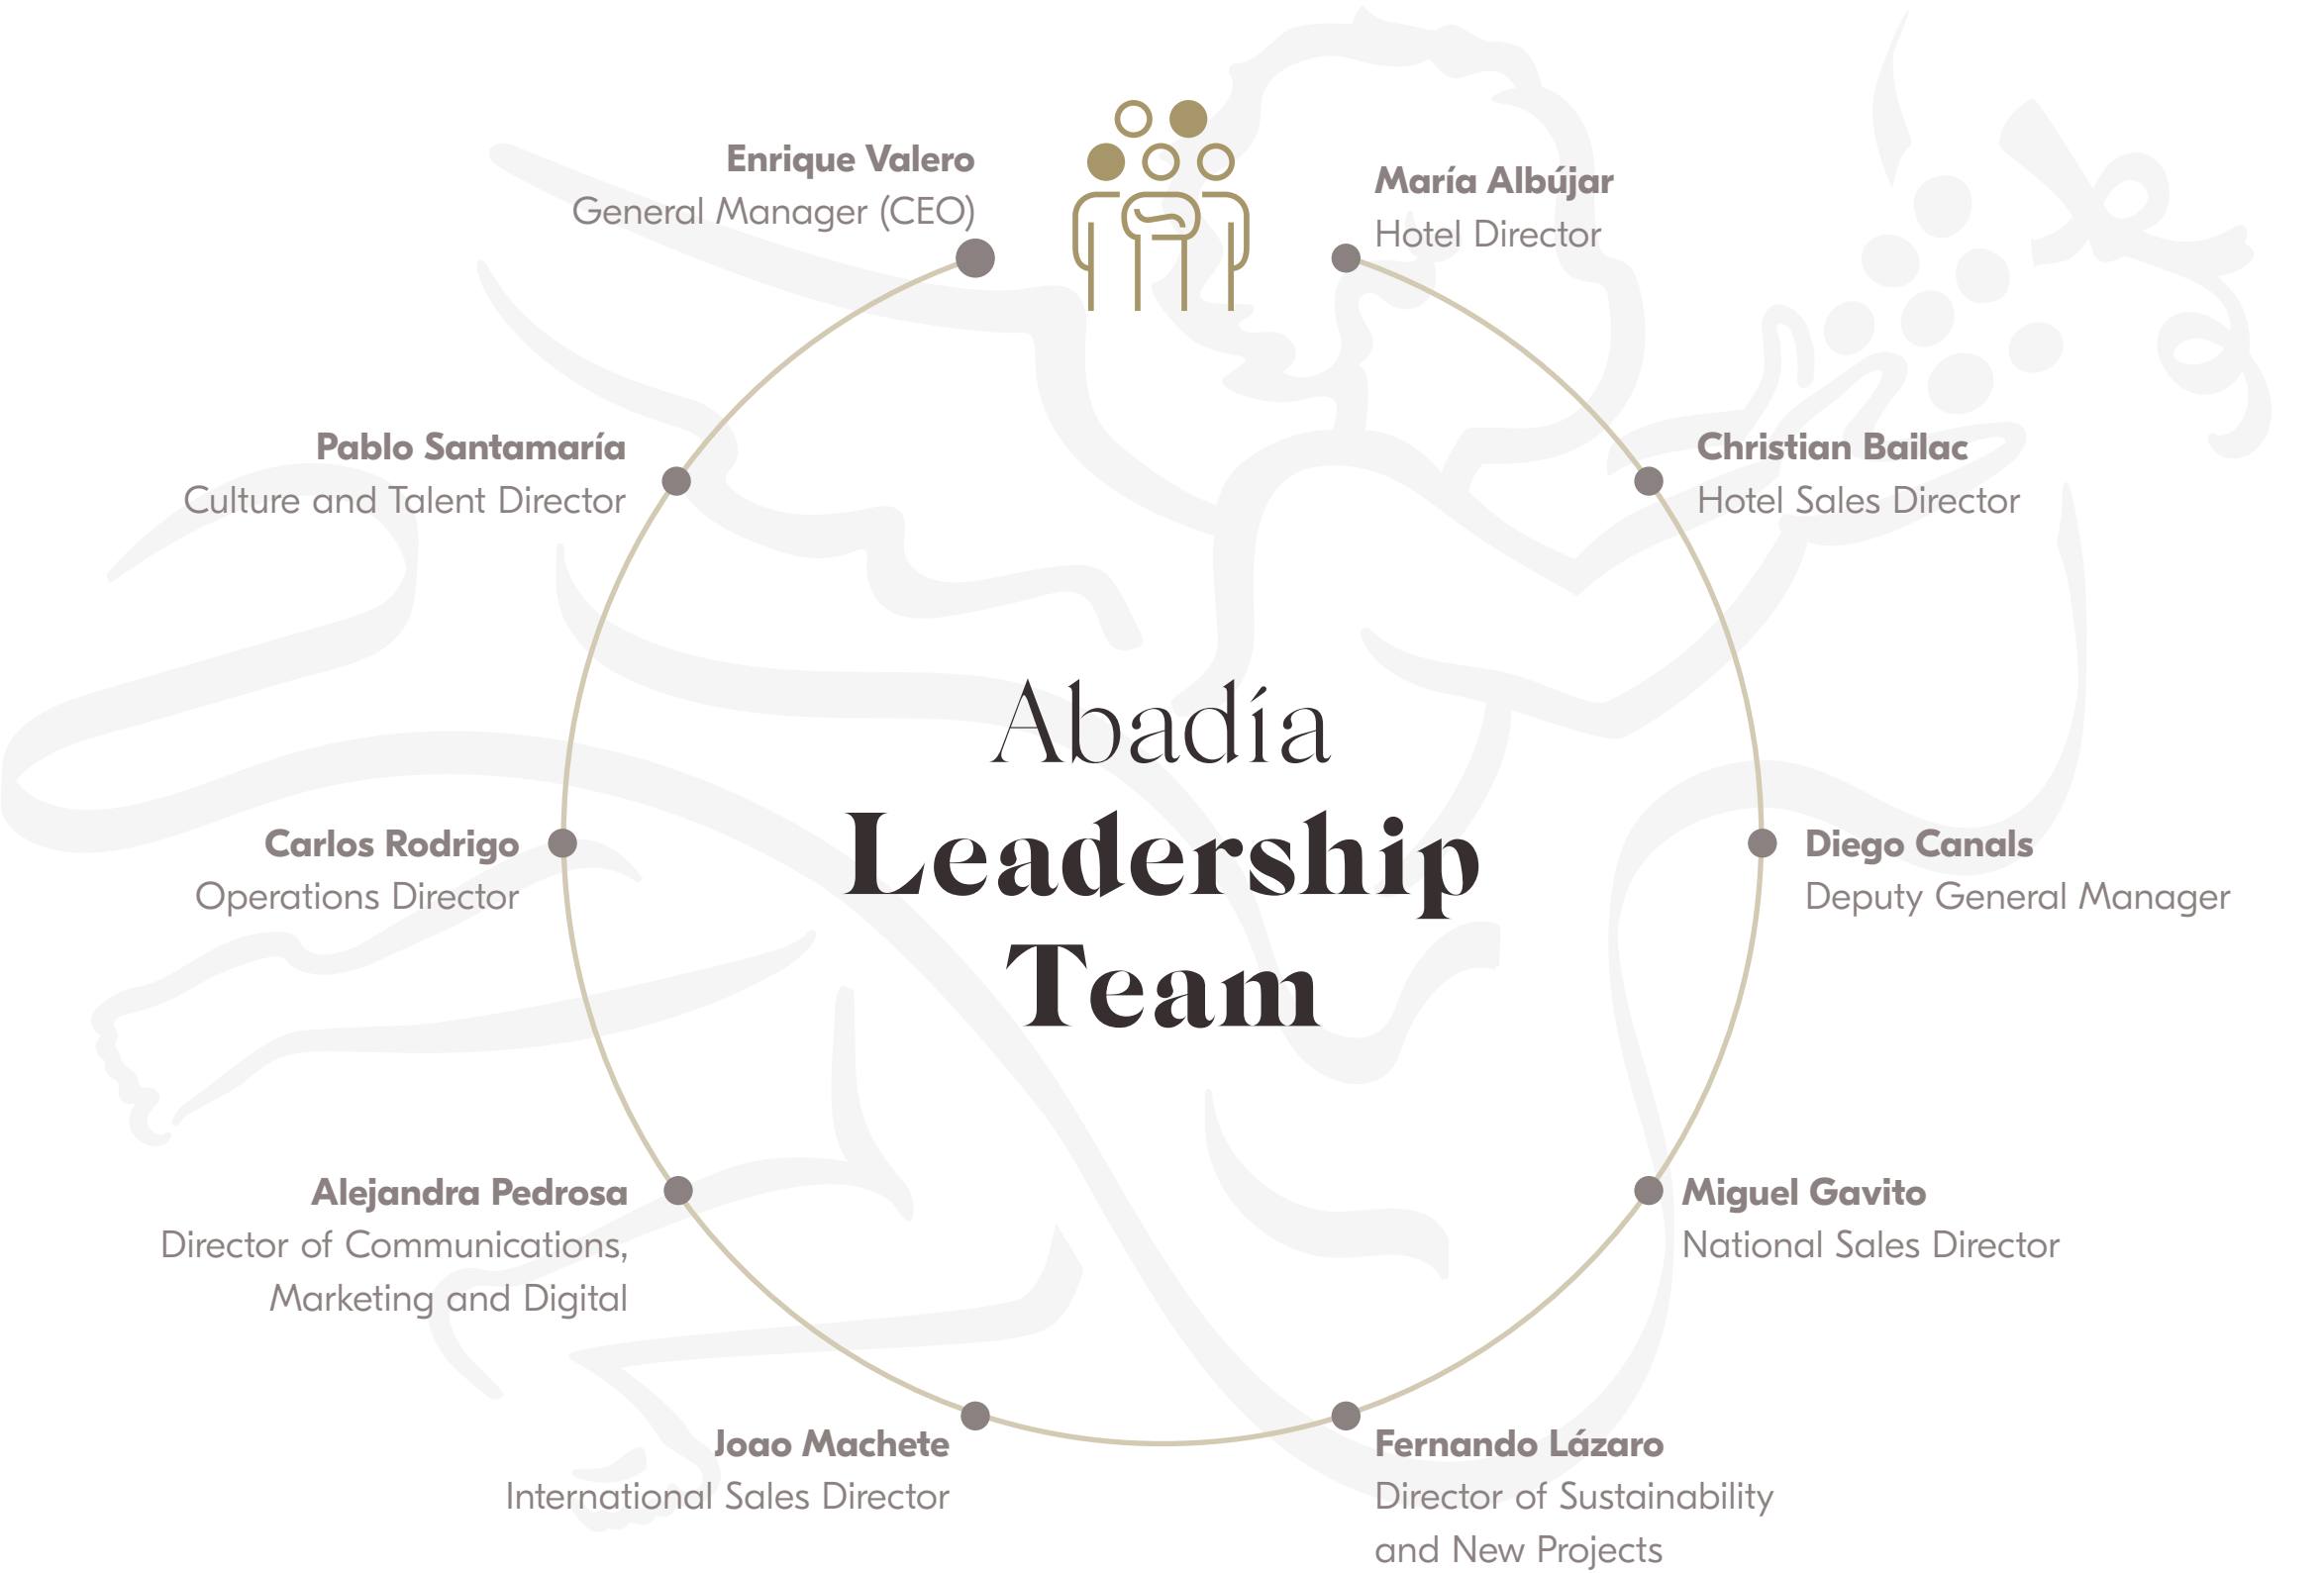 Enrique Valero
General Manager (CEO)
María Albújar
Hotel Director
Pablo Santamaría
Culture and Talent Director
Christian Bailac
Hotel Sales Director
Abadía
Leadership
Team
Carlos Rodrigo
Operations Director
Diego Canals
Deputy General Manager
Alejandra Pedrosa
Director of Communications,
Marketing and Digital
Miguel Gavito
National Sales Director
Joao Machete
International Sales Director
Fernando Lázaro
Director of Sustainability
and New Projects